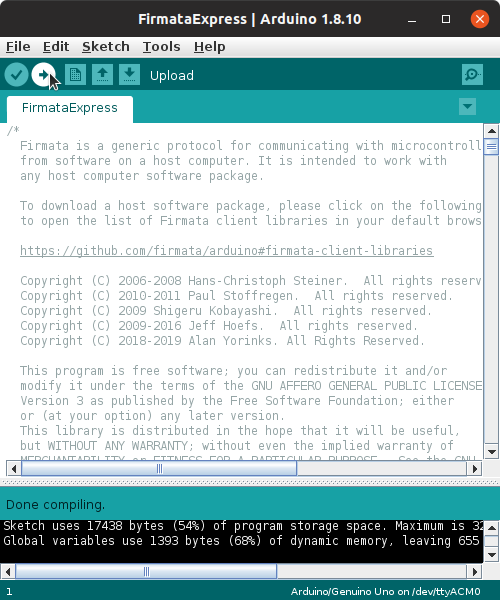 FirmataExpress | Arduino 1.8.10
File Edit Sketch Tools Help
Upload
FirmataExpress
/*
Firmata is a generic protocol for communicating with microcontroll
from software on a host computer. It is intended to work with
any host computer software package.
To download a host software package, please click on the following
to open the list of Firmata client libraries in your default brows
https://github.com/firmata/arduino#firmata-client-libraries
Copyright (C) 2006-2008 Hans-Christoph Steiner.  All rights reserv
Copyright (C) 2010-2011 Paul Stoffregen.  All rights reserved.
Copyright (C) 2009 Shigeru Kobayashi.  All rights reserved.
Copyright (C) 2009-2016 Jeff Hoefs.  All rights reserved.
Copyright (C) 2018-2019 Alan Yorinks. All Rights Reserved.
This program is free software; you can redistribute it and/or
modify it under the terms of the GNU AFFERO GENERAL PUBLIC LICENSE
Version 3 as published by the Free Software Foundation; either
or (at your option) any later version.
This library is distributed in the hope that it will be useful,
but WITHOUT ANY WARRANTY; without even the implied warranty of
MERCHANTABILITY or FITNESS FOR A PARTICULAR PURPOSE.  See the GNU
Done compiling.
Sketch uses 17438 bytes (54%) of program storage space. Maximum is 32
Global variables use 1393 bytes (68%) of dynamic memory, leaving 655
1 Arduino/Genuino Uno on /dev/ttyACM0